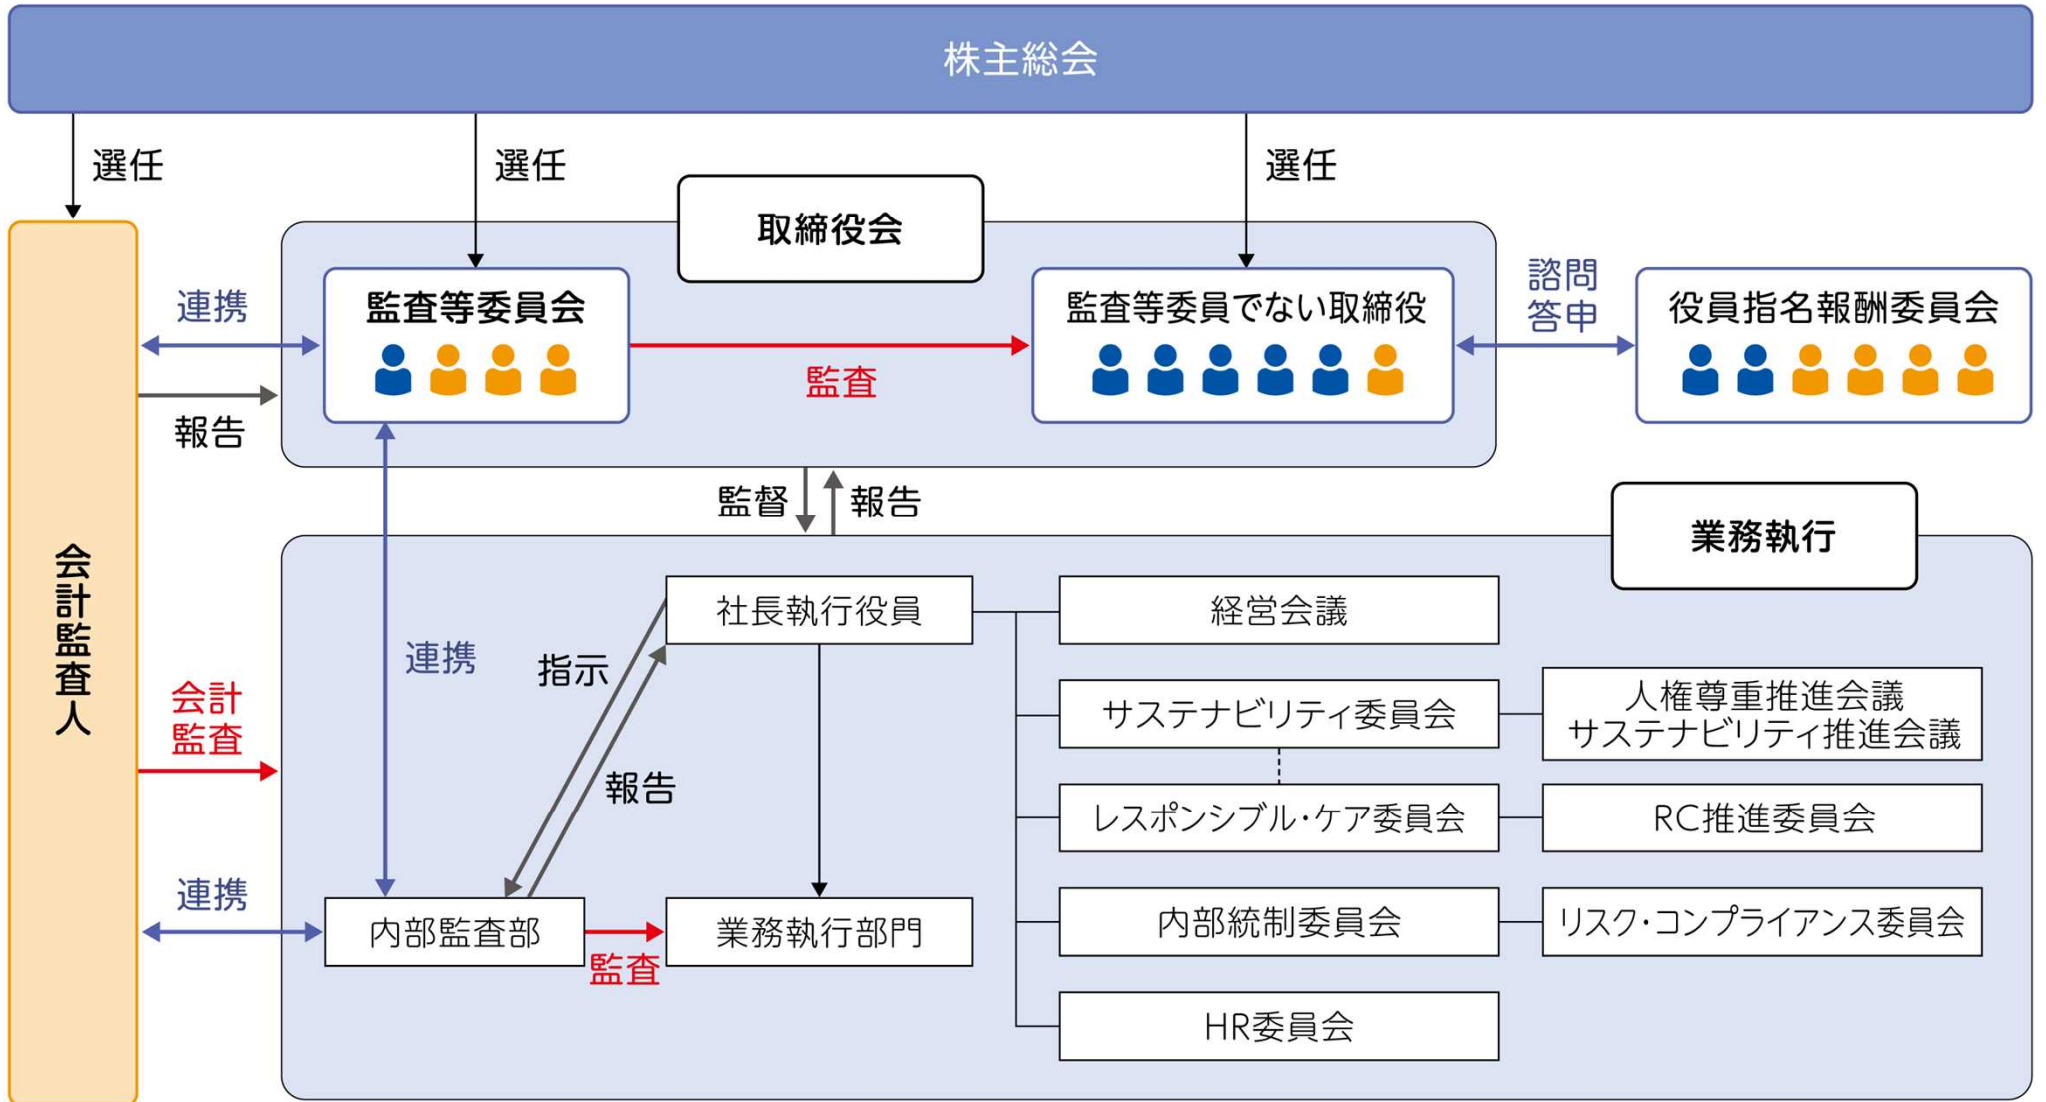 株主総会
選任
選任
選任
取締役会
連携
報告
監査等委員会
監査
監査等委員でない取締役
諮問
答申
役員指名報酬委員会
監督
報告
業務執行
会計監査人
会計
監査
連携
連携
指示
報告
社長執行役員
内部監査部
監査
業務執行部門
経営会議
サステナビリティ委員会
人権尊重推進会議
サステナビリティ推進会議
レスポンシブル・ケア委員会
RC推進委員会
内部統制委員会
リスク・コンプライアンス委員会
HR委員会